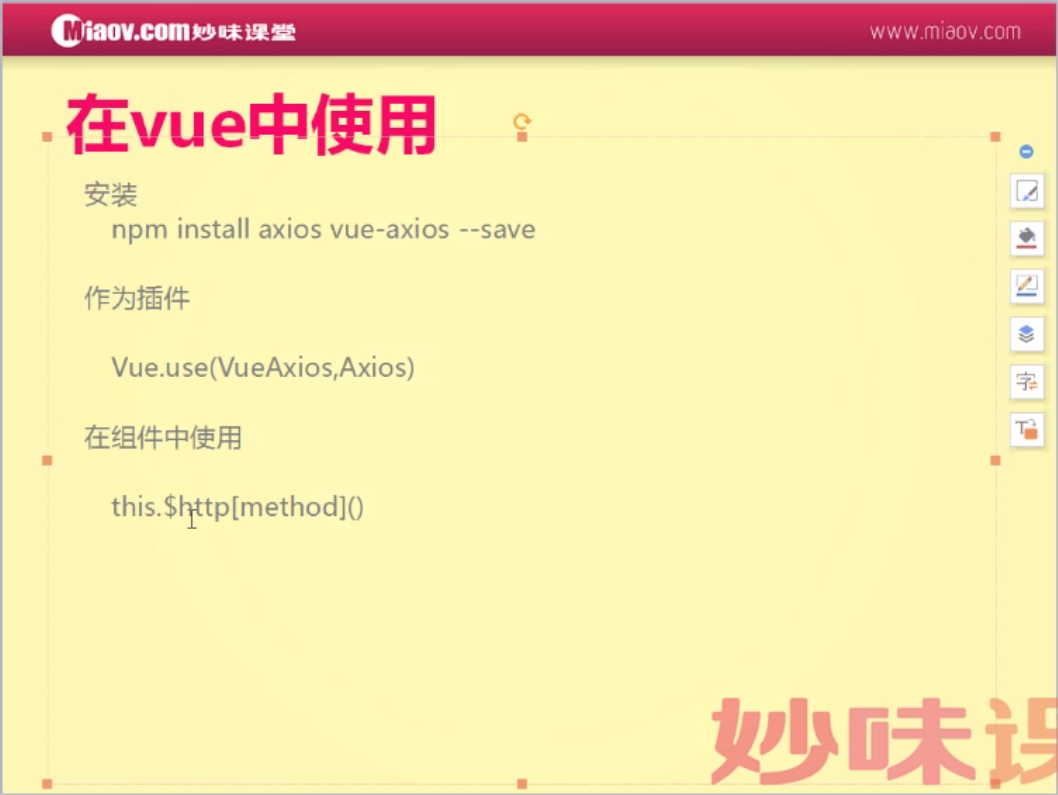 Miaov.com妙味课堂
www.miaov.com
在vue中使用
安装
npm install axios vue-axios --save
作为插件
Vue.use(VueAxios,Axios)
在组件中使用
this.$http[method]()
妙味课